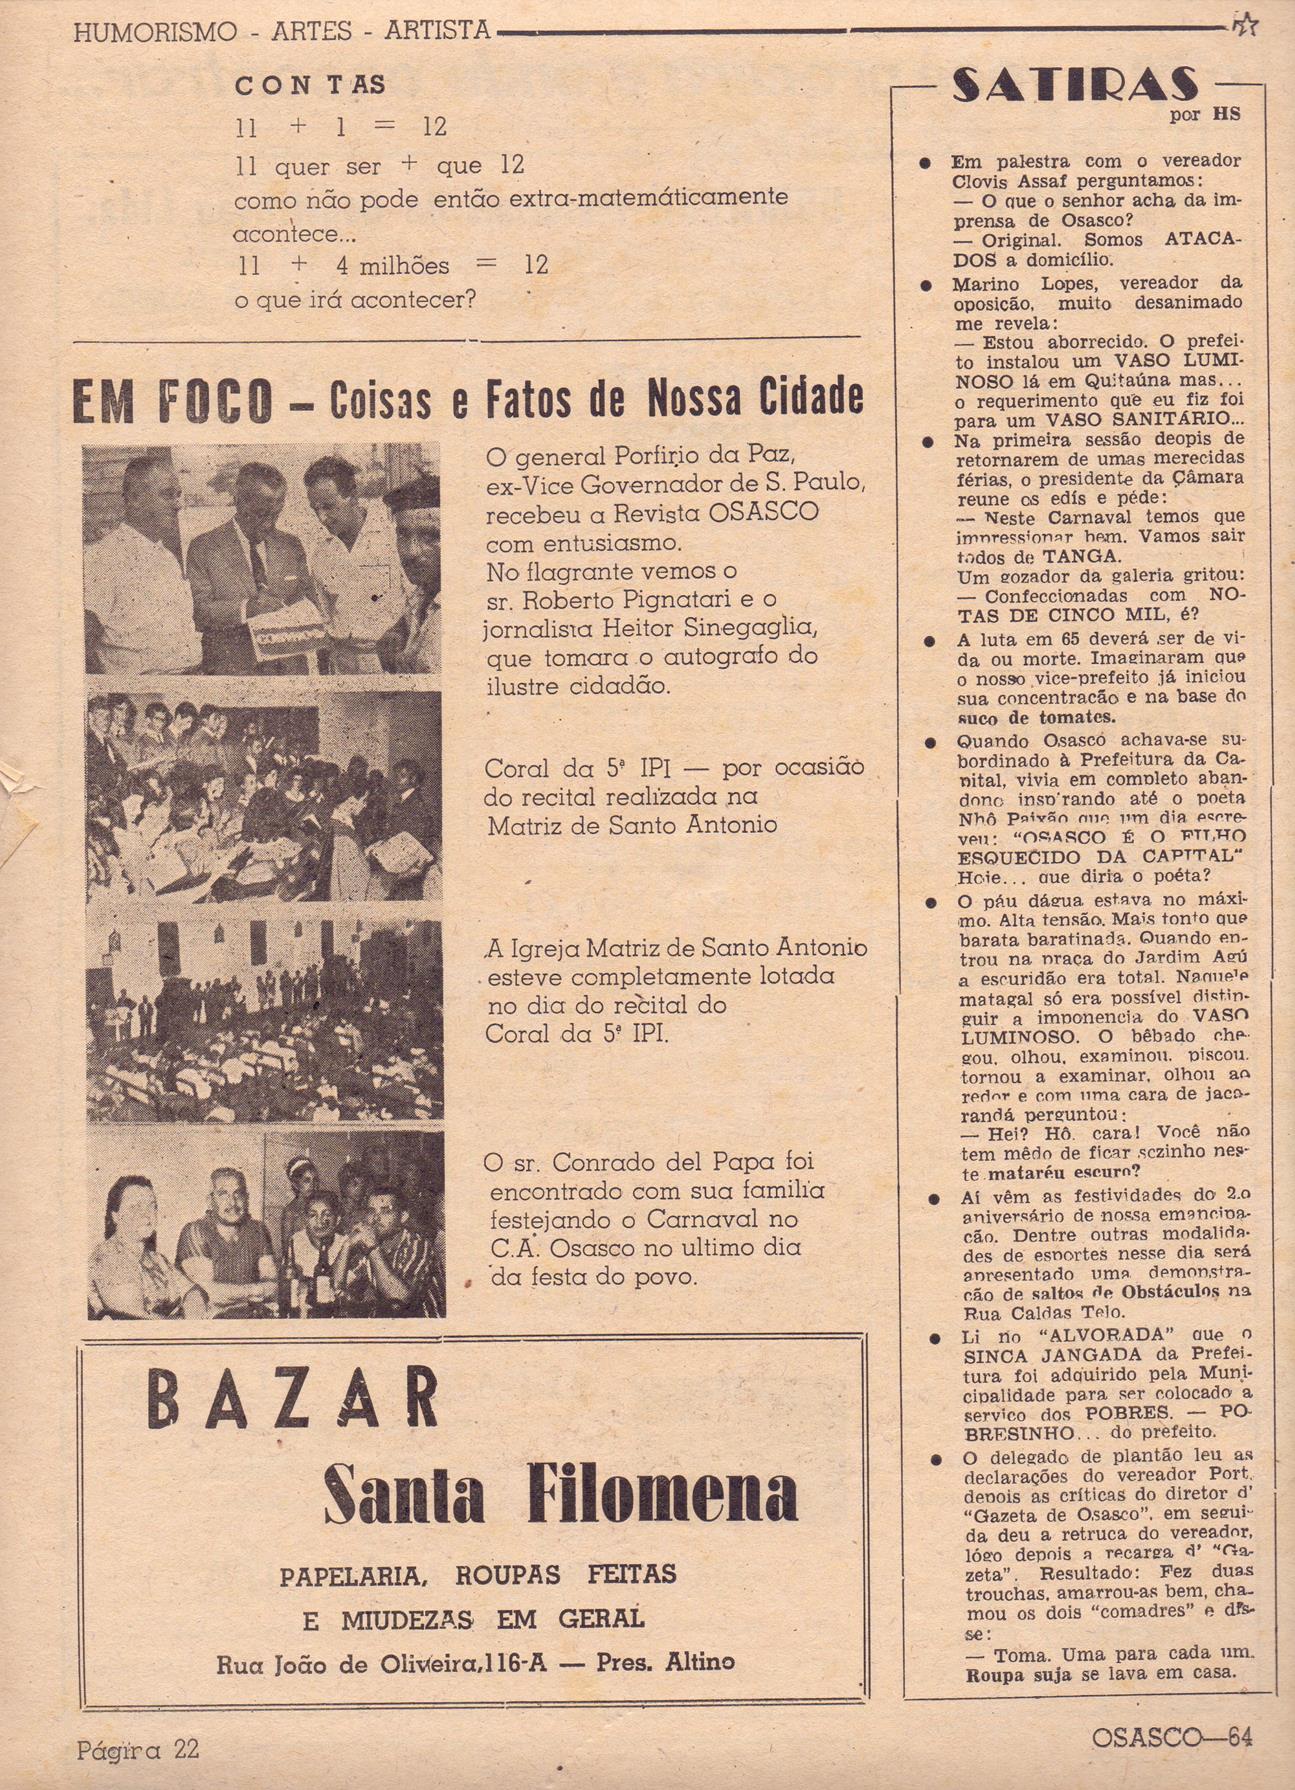 HUMORISMO - ARTES - ARTISTA
CONTAS
11 + 1 = 12
11 quer ser + que 12
como não pode então extra-matemáticamente
acontece...
11 + 4 milhões = 12
o que irá acontecer?
EM FOCO – Coisas e Fatos de Nossa Cidade
O general Porfirio da Paz,
ex-Vice Governador de S. Paulo,
recebeu a Revista OSASCO
com entusiasmo.
No flagrante vemos o
sr. Roberto Pignatari e o
jornalista Heitor Sinegaglia,
que tomara o autografo do
ilustre cidadão.
Coral da 5ª IPI — por ocasião
do recital realizada na
Matriz de Santo Antonio
A Igreja Matriz de Santo Antonio
esteve completamente lotada
no dia do recital do
Coral da 5ª IPI.
O sr. Conrado del Papa foi
encontrado com sua familia
festejando o Carnaval no
C.A. Osasco no ultimo dia
da festa do povo.
BAZAR
Santa Filomena
PAPELARIA, ROUPAS FEITAS
E MIUDEZAS EM GERAL
Rua João de Oliveira,116-A — Pres. Altino
SATIRAS
por HS
● Em palestra com o vereador
Clovis Assaf perguntamos:
— O que o senhor acha da im-
prensa de Osasco?
— Original. Somos ATACA-
DOS a domicílio.
● Marino Lopes, vereador da
oposicão, muito desanimado
me revela:
— Estou aborrecido. O prefei-
to instalou um VASO LUMI-
NOSO lá em Quitaúna mas...
o requerimento que eu fiz foi
para um VASO SANITÁRIO...
● Na primeira sessão deopis de
retornarem de umas merecidas
férias, o presidente da Câmara
reune os edís e péde:
— Neste Carnaval temos que
impressionar bem. Vamos sair
todos de TANGA.
Um gozador da galeria gritou:
— Confeccionadas com NO-
TAS DE CINCO MIL, é?
● A luta em 65 deverá ser de vi-
da ou morte. Imaginaram que
o nosso vice-prefeito já iniciou
sua concentracão e na base do
suco de tomates.
● Quando Osasco achava-se su-
bordinado à Prefeitura da Ca-
pital, vivia em completo aban-
dono inspirando até o poeta
Nhô Paixão que um dia escre-
veu: "OSASCO É O FILHO
ESQUECIDO DA CAPITAL"
Hoje... que diria o poéta?
● O páu dágua estava no máxi-
mo. Alta tensão. Mais tonto que
barata baratinada. Quando en-
trou na praca do Jardim Agú
a escuridão era total. Naquele
matagal só era possível distin-
guir a imponencia do VASO
LUMINOSO. O bêbado che-
gou, olhou, examinou, piscou,
tornou a examinar, olhou ao
redor e com uma cara de jaca-
randá perguntou:
— Hei? Hô, cara! Você não
tem mêdo de ficar sczinho nes-
te mataréu escuro?
● Aí vêm as festividades do 2.o
aniversário de nossa emancipa-
cão. Dentre outras modalida-
des de esportes nesse dia será
apresentado uma demonstra-
cão de saltos de Obstáculos na
Rua Caldas Telo.
● Li no "ALVORADA" que o
SINCA JANGADA da Prefei-
tura foi adquirido pela Muni-
cipalidade para ser colocado a
servico dos POBRES. — PO-
BRESINHO... do prefeito.
● O delegado de plantão leu as
declarações do vereador Port,
depois as críticas do diretor d'
"Gazeta de Osasco", em segui-
da deu a retruca do vereador,
lógo depois a recarga d' "Ga-
zeta". Resultado: Fez duas
trouchas, amarrou-as bem, cha-
mou os dois "comadres" e dis-
se:
— Toma. Uma para cada um.
Roupa suja se lava em casa.
Página 22
OSASCO—64